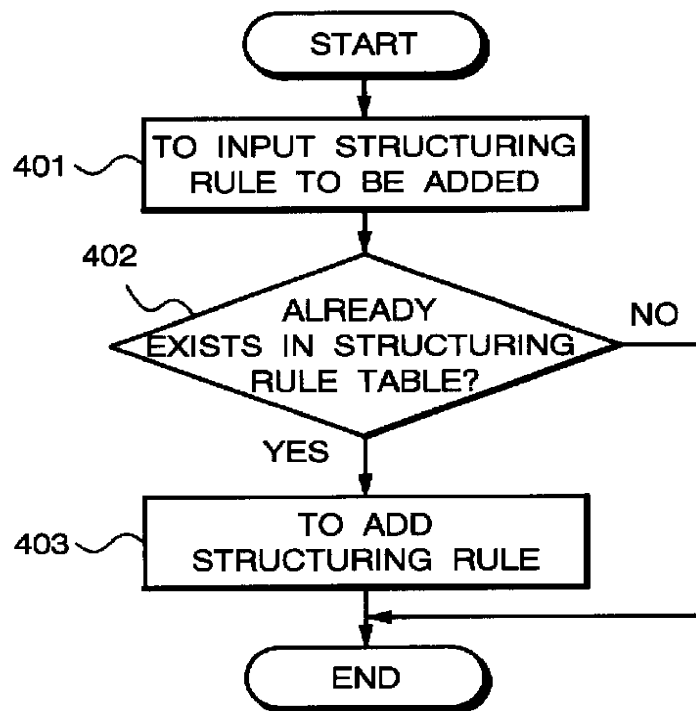 START
401
TO INPUT STRUCTURING
RULE TO BE ADDED
402
ALREADY
EXISTS IN STRUCTURING
RULE TABLE?
NO
YES
403
TO ADD
STRUCTURING RULE
END